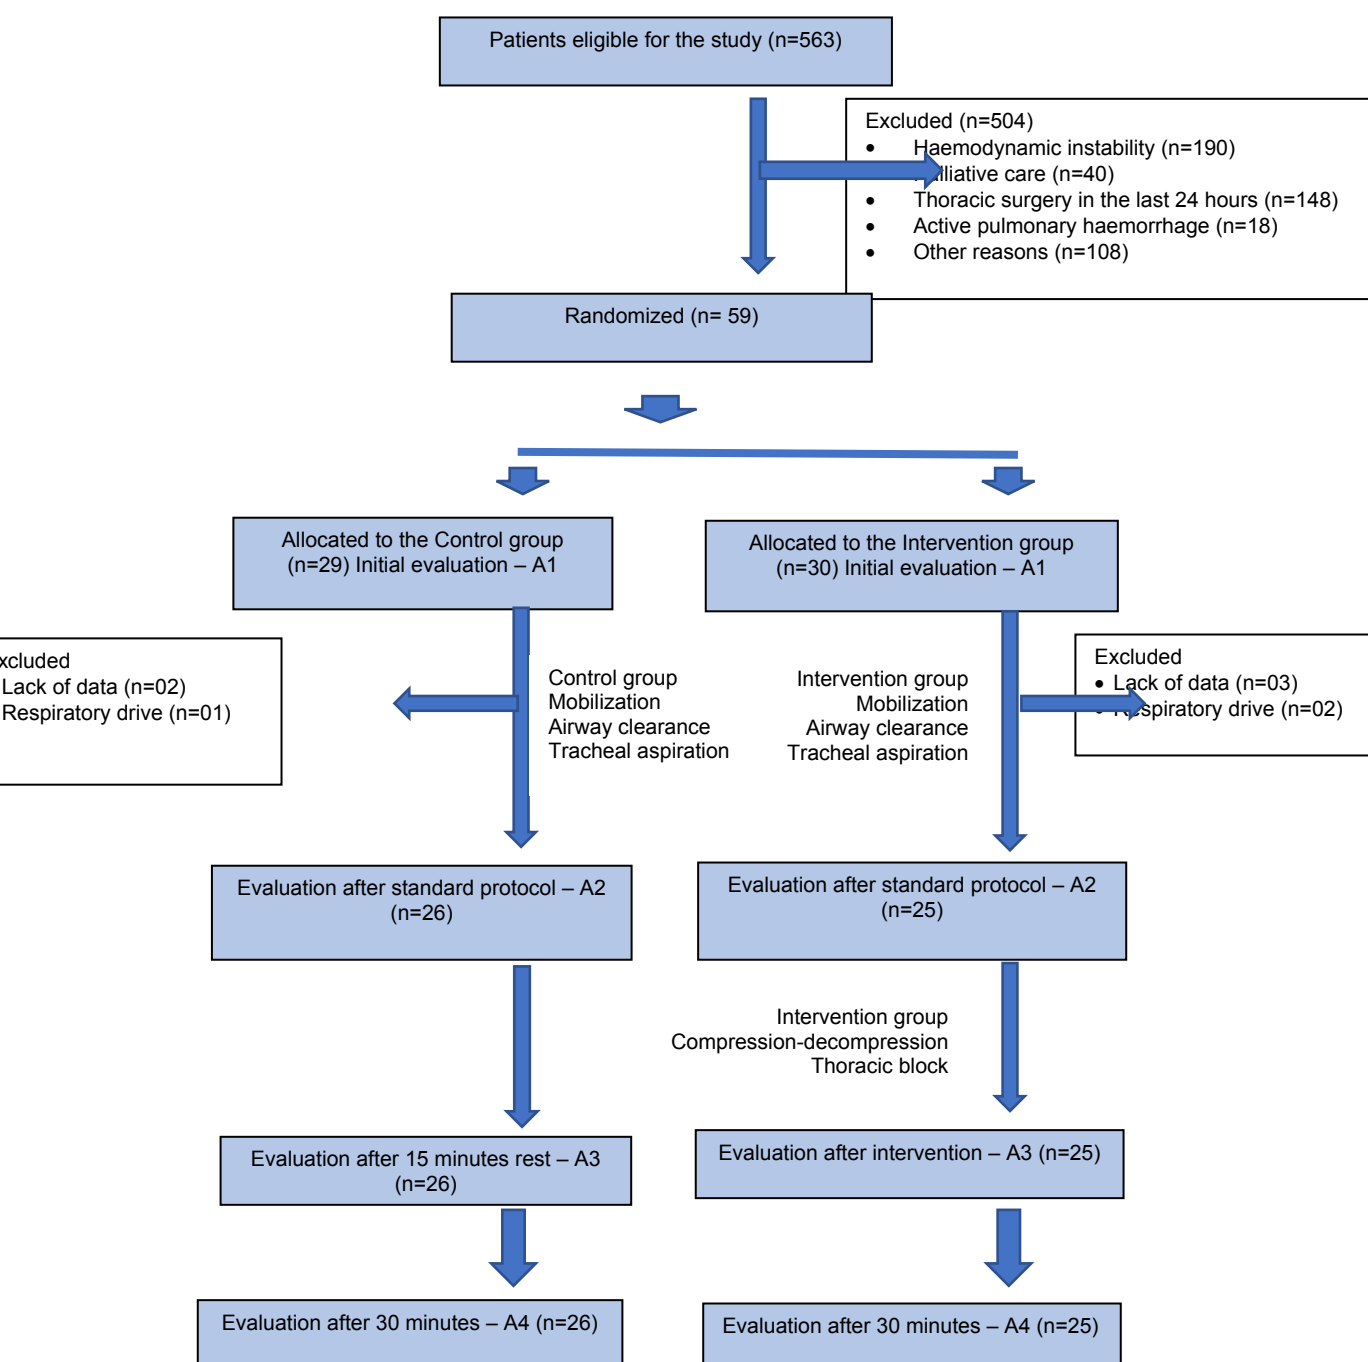 Patients eligible for the study (n=563)
Excluded (n=504)
• Haemodynamic instability (n=190)
• care (n=40)
• Thoracic surgery in the last 24 hours (n=148)
• Active pulmonary haemorrhage (n=18)
• Other reasons (n=108)
Randomized (n= 59)
Allocated to the Control group
(n=29) Initial evaluation – A1
Allocated to the Intervention group
(n=30) Initial evaluation – A1
xcluded
Lack of data (n=02)
Respiratory drive (n=01)
Control group
Mobilization
Airway clearance
Tracheal aspiration
Intervention group
Mobilization
Airway clearance
Tracheal aspiration
Excluded
• Lack of data (n=03)
• Respiratory drive (n=02)
Evaluation after standard protocol – A2
(n=26)
Evaluation after standard protocol – A2
(n=25)
Intervention group
Compression-decompression
Thoracic block
Evaluation after 15 minutes rest – A3
(n=26)
Evaluation after intervention – A3 (n=25)
Evaluation after 30 minutes – A4 (n=26)
Evaluation after 30 minutes – A4 (n=25)